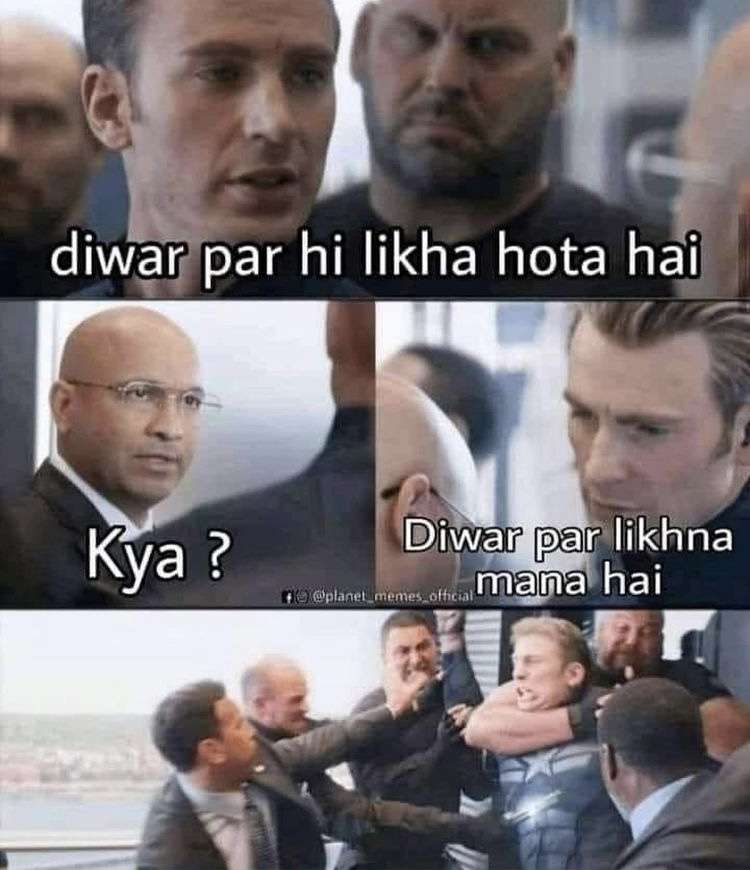 diwar par hi likha hota hai
Kya ?
Diwar par likhna
mana hai
@planet_memes_official